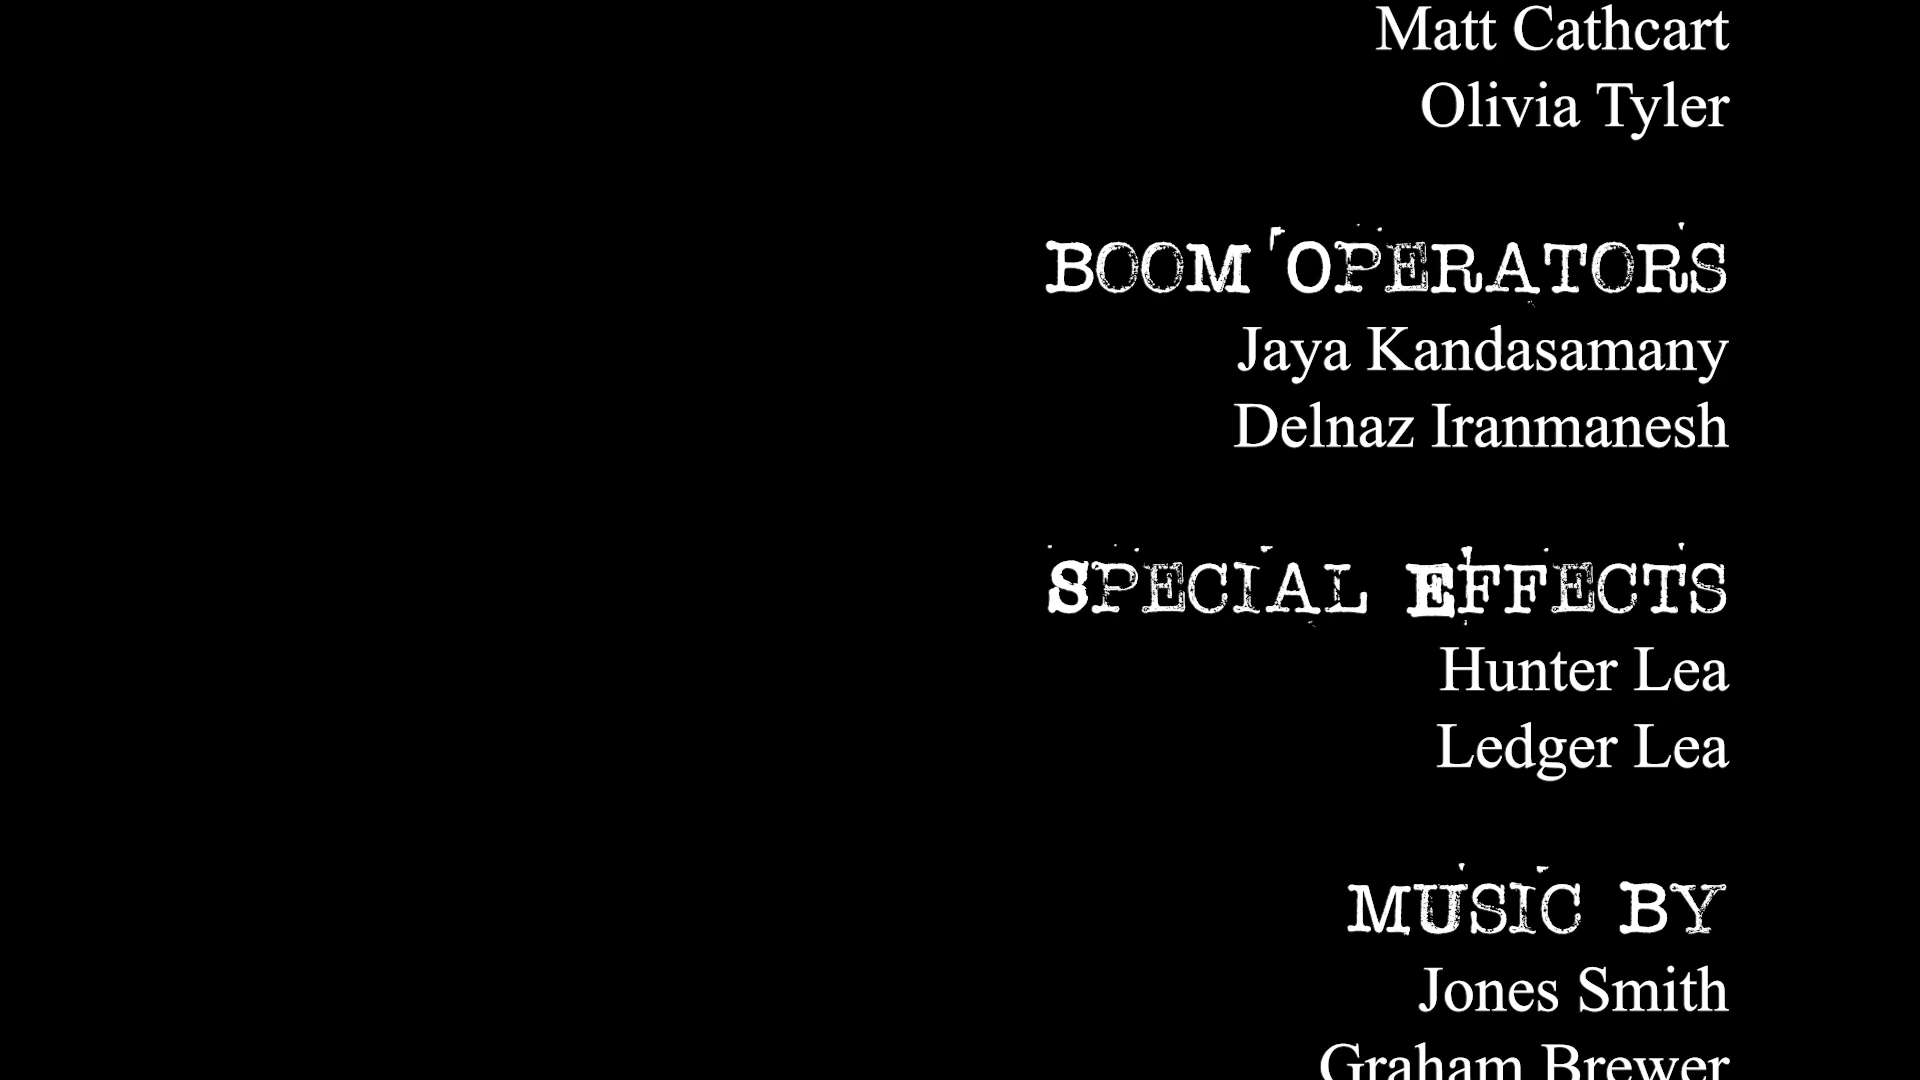 Matt Cathcart
Olivia Tyler
BOOM OPERATORS
Jaya Kandasamany
Delnaz Iranmanesh
SPECIAL EFFECTS
Hunter Lea
Ledger Lea
MUSIC BY
Jones Smith
Graham Brewer